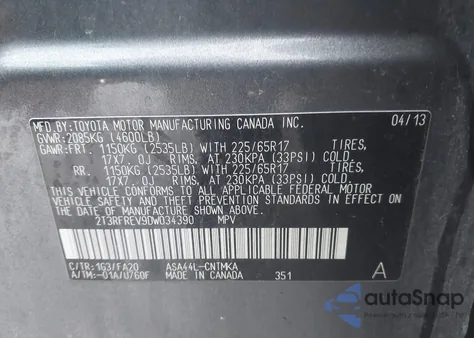 MFD.BY:TOYOTA MOTOR MANUFACTURING CANADA INC.
04/13
GVWR:2085KG (4600LB)
GAWR:FRT. 1150KG (2535LB) WITH 225/65R17 TIRES,
17X7.0J RIMS, AT 230KPA (33PSI) COLD.
RR. 1150KG (2535LB) WITH 225/65R17 TIRES,
17X7.0J RIMS, AT 230KPA (33PSI) COLD.
THIS VEHICLE CONFORMS TO ALL APPLICABLE
FEDERAL MOTOR VEHICLE SAFETY STANDARDS
IN EFFECT ON THE DATE OF MANUFACTURE
SHOWN ABOVE.
2T3RFREV9DW034390 MPV
C/TR:1G3/FA20 ASA44L-CNTMKA
A/TM:-01A/U760F MADE IN CANADA 351 A
autoSnap